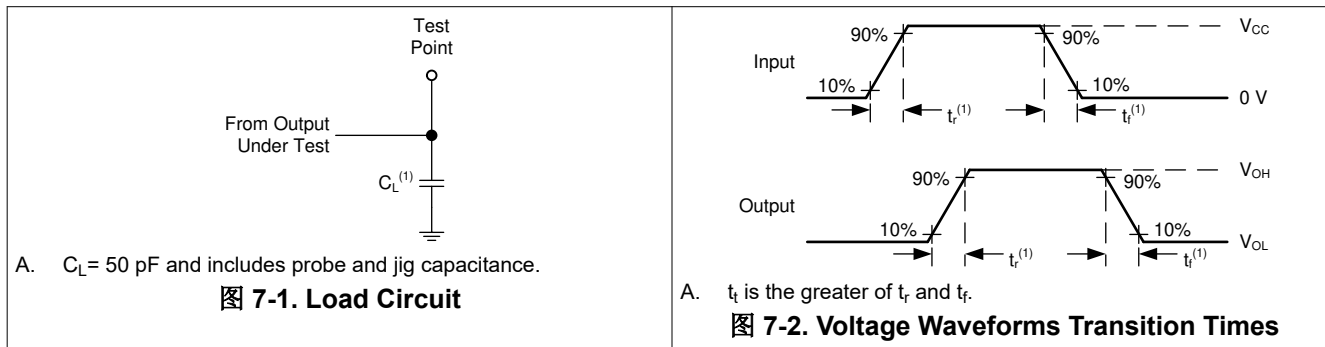 Test
Point
From Output
Under Test
C_L(1)
A. C_L= 50 pF and includes probe and jig capacitance.
图 7-1. Load Circuit
V_CC
90%
90%
Input
10%
10%
0 V
t_r(1)
t_f(1)
V_OH
90%
90%
Output
10%
10%
V_OL
t_r(1)
t_f(1)
A. t_t is the greater of t_r and t_f.
图 7-2. Voltage Waveforms Transition Times